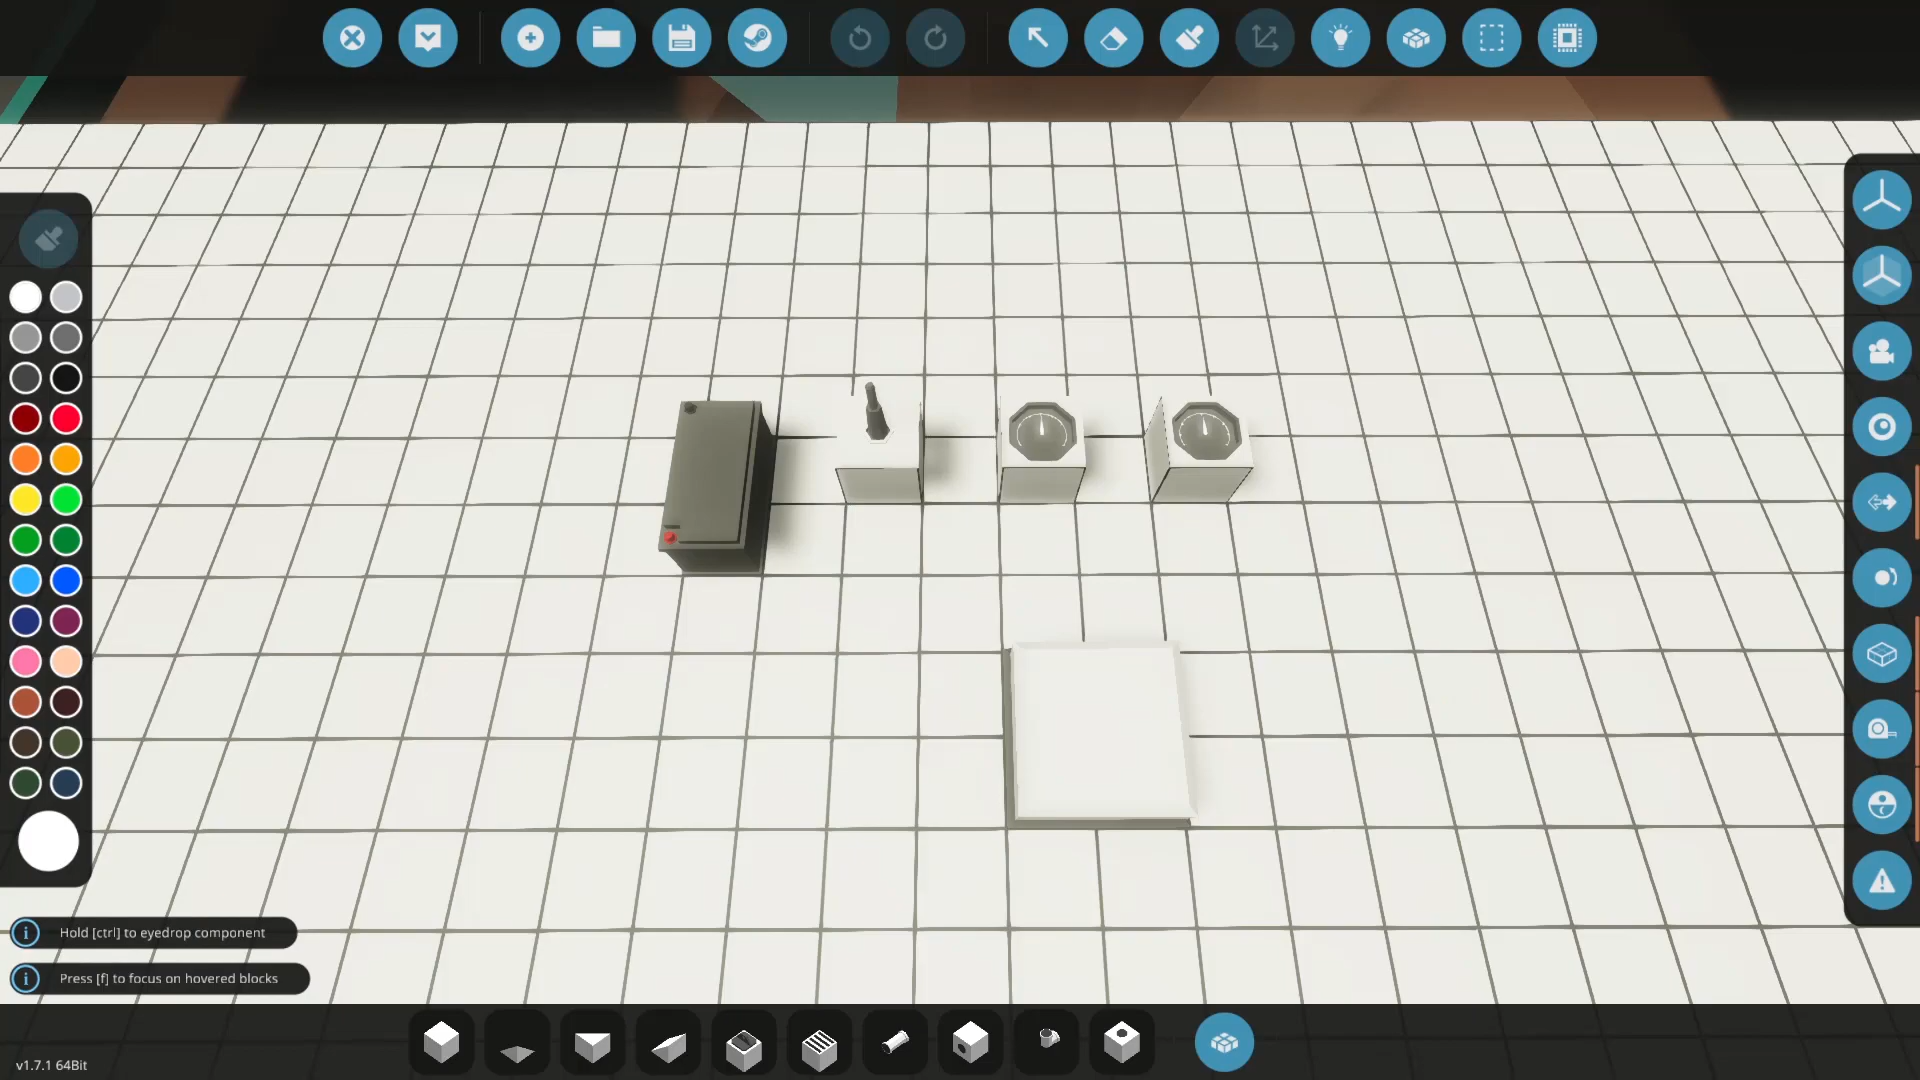 Hold [ctrl] to eyedrop component
Press [f] to focus on hovered blocks
v1.7.1 64Bit